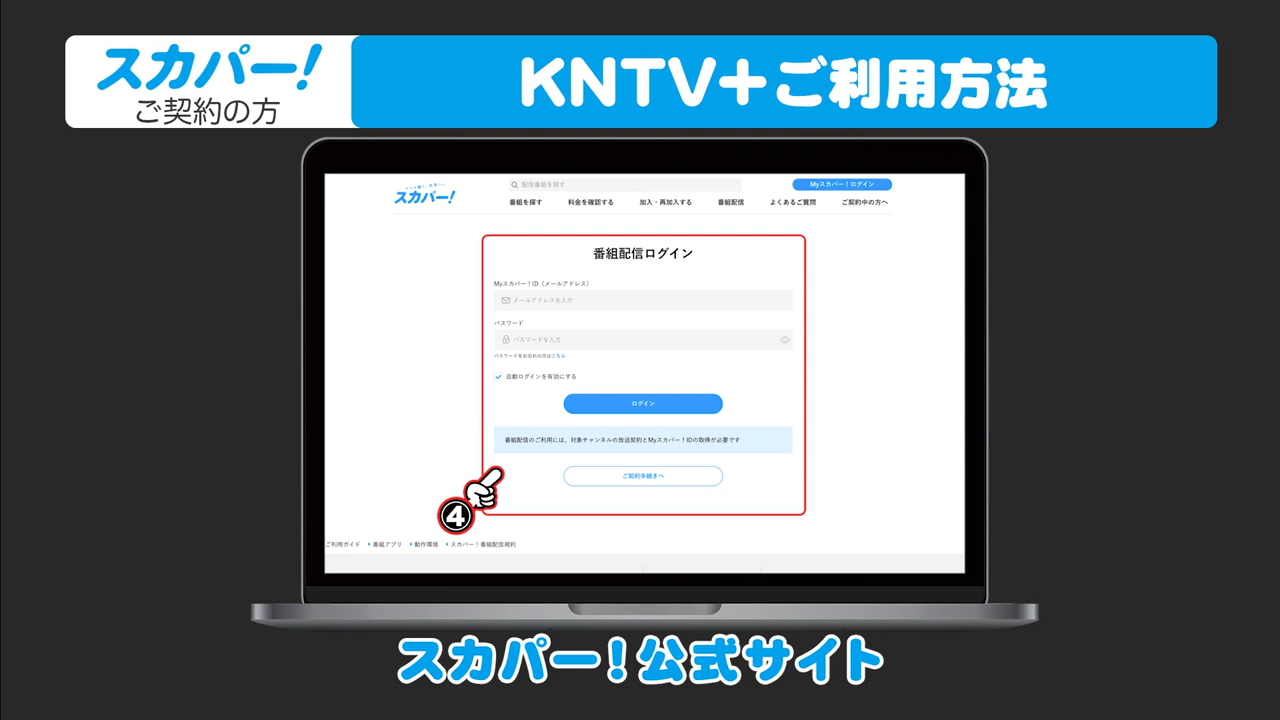 スカパー!
ご契約の方
KNTV+ご利用方法
スカパー!
配信番組を探す
Myスカパー!ログイン
番組を探す
料金を確認する
加入・再加入する
番組配信
よくあるご質問
ご契約中の方へ
番組配信ログイン
Myスカパー!ID(メールアドレス)
メールアドレスを入力
パスワード
パスワードを入力
パスワードをお忘れの方はこちら
自動ログインを有効にする
ログイン
番組配信のご利用には、対象チャンネルの放送契約とMyスカパー!IDの取得が必要です
ご契約手続きへ
4
ご利用ガイド
番組アプリ
動作環境
スカパー!番組配信規約
スカパー!公式サイト